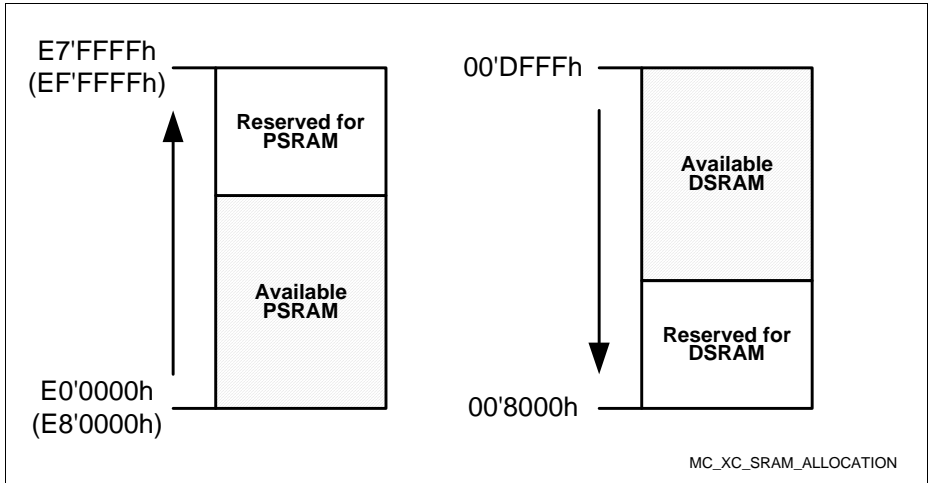 E7'FFFFh
(EF'FFFFh)
Reserved for
PSRAM
Available
PSRAM
E0'0000h
(E8'0000h)
00'DFFFh
Available
DSRAM
Reserved for
DSRAM
00'8000h
MC_XC_SRAM_ALLOCATION